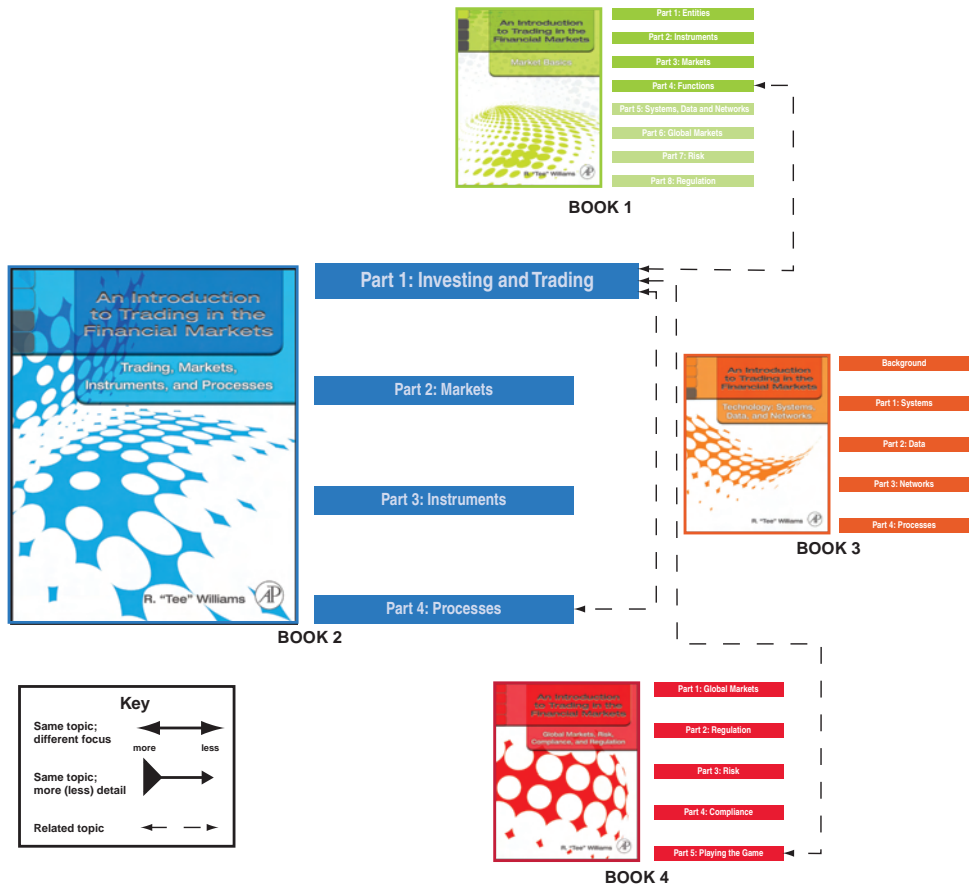 An Introduction
to Trading in the
Financial Markets
Market Basics
R. "Tee" Williams
AP
Part 1: Entities
Part 2: Instruments
Part 3: Markets
Part 4: Functions
Part 5: Systems, Data and Networks
Part 6: Global Markets
Part 7: Risk
Part 8: Regulation
BOOK 1
An Introduction
to Trading in the
Financial Markets
Trading, Markets,
Instruments, and Processes
R. "Tee" Williams
AP
Part 1: Investing and Trading
Part 2: Markets
Part 3: Instruments
Part 4: Processes
BOOK 2
An Introduction
to Trading in the
Financial Markets
Technology, Systems,
Data, and Networks
R. "Tee" Williams
AP
Background
Part 1: Systems
Part 2: Data
Part 3: Networks
Part 4: Processes
BOOK 3
Key
Same topic;
different focus
more less
Same topic;
more (less) detail
Related topic
An Introduction
to Trading in the
Financial Markets
Global Markets, Risk,
Compliance, and Regulation
R. "Tee" Williams
AP
Part 1: Global Markets
Part 2: Regulation
Part 3: Risk
Part 4: Compliance
Part 5: Playing the Game
BOOK 4